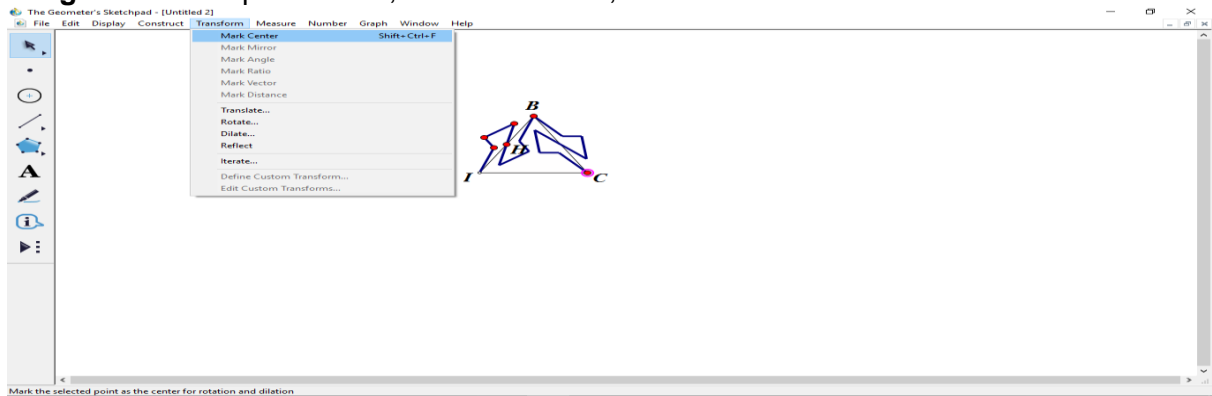 The Geometer's Sketchpad - [Untitled 2]
File Edit Display Construct Transform Measure Number Graph Window Help
Mark Center Shift+Ctrl+F
Mark Mirror
Mark Angle
Mark Ratio
Mark Vector
Mark Distance
Translate...
Rotate...
Dilate...
Reflect
Iterate...
Define Custom Transform...
Edit Custom Transforms...
B
H
I
C
A
Mark the selected point as the center for rotation and dilation